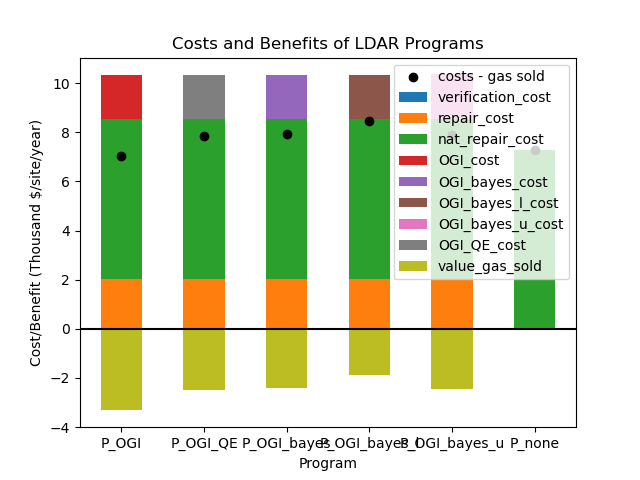 Costs and Benefits of LDAR Programs
Cost/Benefit (Thousand $/site/year)
10
8
6
4
2
0
−2
−4
costs - gas sold
verification_cost
repair_cost
nat_repair_cost
OGI_cost
OGI_bayes_cost
OGI_bayes_l_cost
OGI_bayes_u_cost
OGI_QE_cost
value_gas_sold
P_OGI P_OGI_QE P_OGI_bayes P_OGI_bayes_l P_OGI_bayes_u P_none
Program